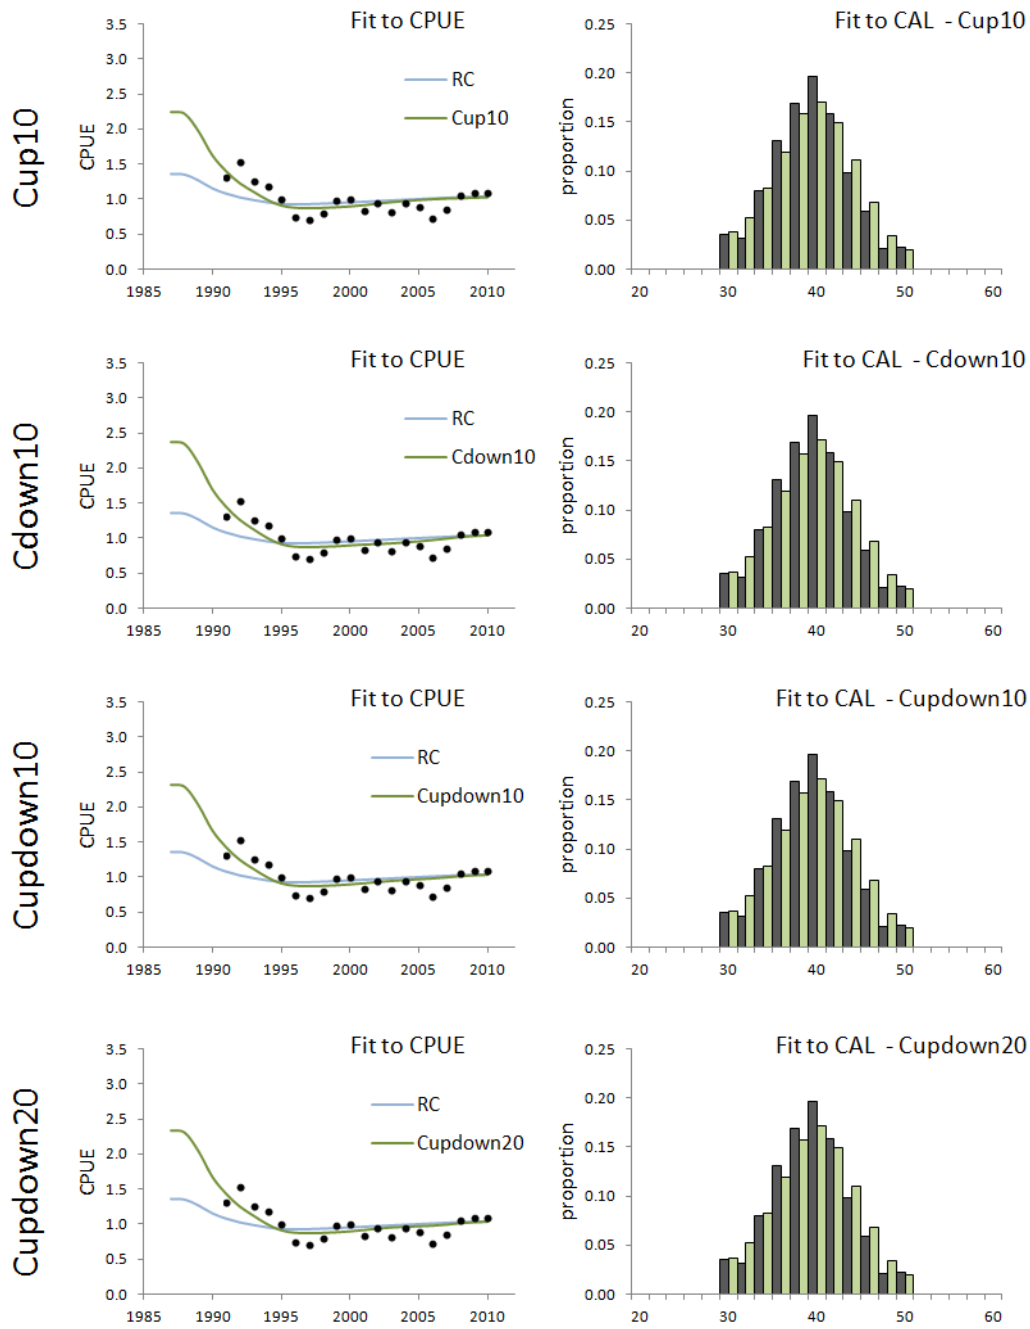 Cup10
Fit to CPUE
3.5
3.0
2.5
2.0
1.5
1.0
0.5
0.0
CPUE
RC
Cup10
1985 1990 1995 2000 2005 2010
Fit to CAL - Cup10
0.25
0.20
0.15
0.10
0.05
0.00
proportion
20 30 40 50 60
Cdown10
Fit to CPUE
3.5
3.0
2.5
2.0
1.5
1.0
0.5
0.0
CPUE
RC
Cdown10
1985 1990 1995 2000 2005 2010
Fit to CAL - Cdown10
0.25
0.20
0.15
0.10
0.05
0.00
proportion
20 30 40 50 60
Cupdown10
Fit to CPUE
3.5
3.0
2.5
2.0
1.5
1.0
0.5
0.0
CPUE
RC
Cupdown10
1985 1990 1995 2000 2005 2010
Fit to CAL - Cupdown10
0.25
0.20
0.15
0.10
0.05
0.00
proportion
20 30 40 50 60
Cupdown20
Fit to CPUE
3.5
3.0
2.5
2.0
1.5
1.0
0.5
0.0
CPUE
RC
Cupdown20
1985 1990 1995 2000 2005 2010
Fit to CAL - Cupdown20
0.25
0.20
0.15
0.10
0.05
0.00
proportion
20 30 40 50 60